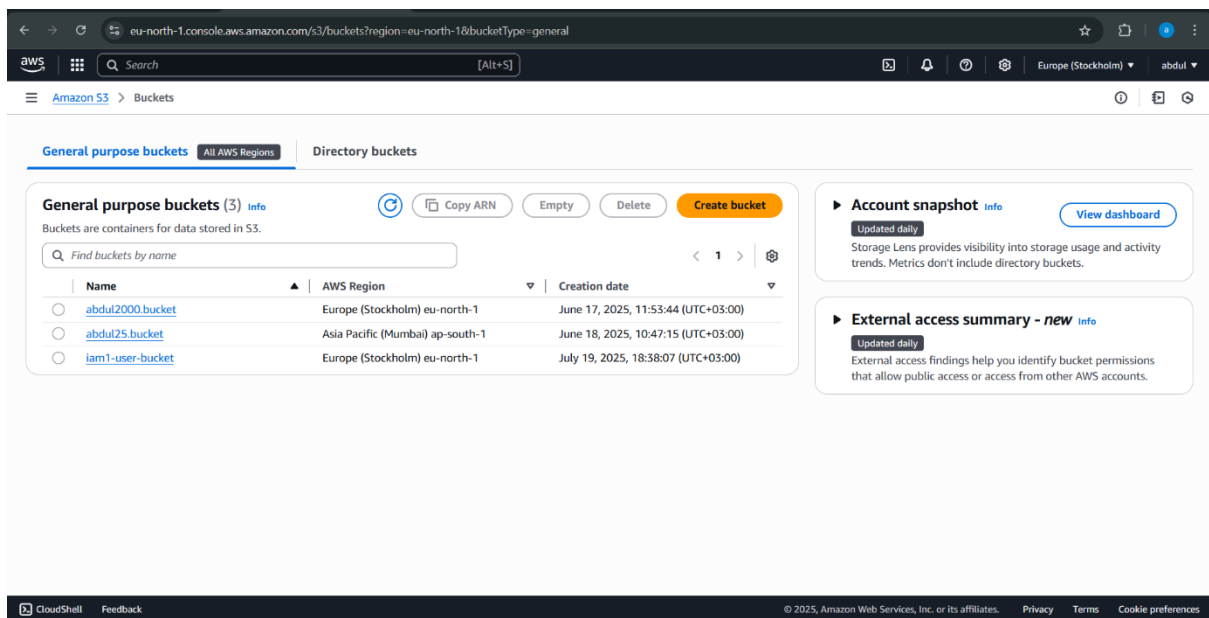 eu-north-1.console.aws.amazon.com/s3/buckets?region=eu-north-1&bucketType=general
a
aws
Search
[Alt+S]
Europe (Stockholm)
abdul
Amazon S3 > Buckets
General purpose buckets All AWS Regions
Directory buckets
General purpose buckets (3) Info
Copy ARN
Empty
Delete
Create bucket
Buckets are containers for data stored in S3.
Find buckets by name
< 1 >
Name AWS Region Creation date
abdul2000.bucket Europe (Stockholm) eu-north-1 June 17, 2025, 11:53:44 (UTC+03:00)
abdul25.bucket Asia Pacific (Mumbai) ap-south-1 June 18, 2025, 10:47:15 (UTC+03:00)
iam1-user-bucket Europe (Stockholm) eu-north-1 July 19, 2025, 18:38:07 (UTC+03:00)
Account snapshot Info
View dashboard
Updated daily
Storage Lens provides visibility into storage usage and activity
trends. Metrics don't include directory buckets.
External access summary - new Info
Updated daily
External access findings help you identify bucket permissions
that allow public access or access from other AWS accounts.
CloudShell Feedback © 2025, Amazon Web Services, Inc. or its affiliates. Privacy Terms Cookie preferences